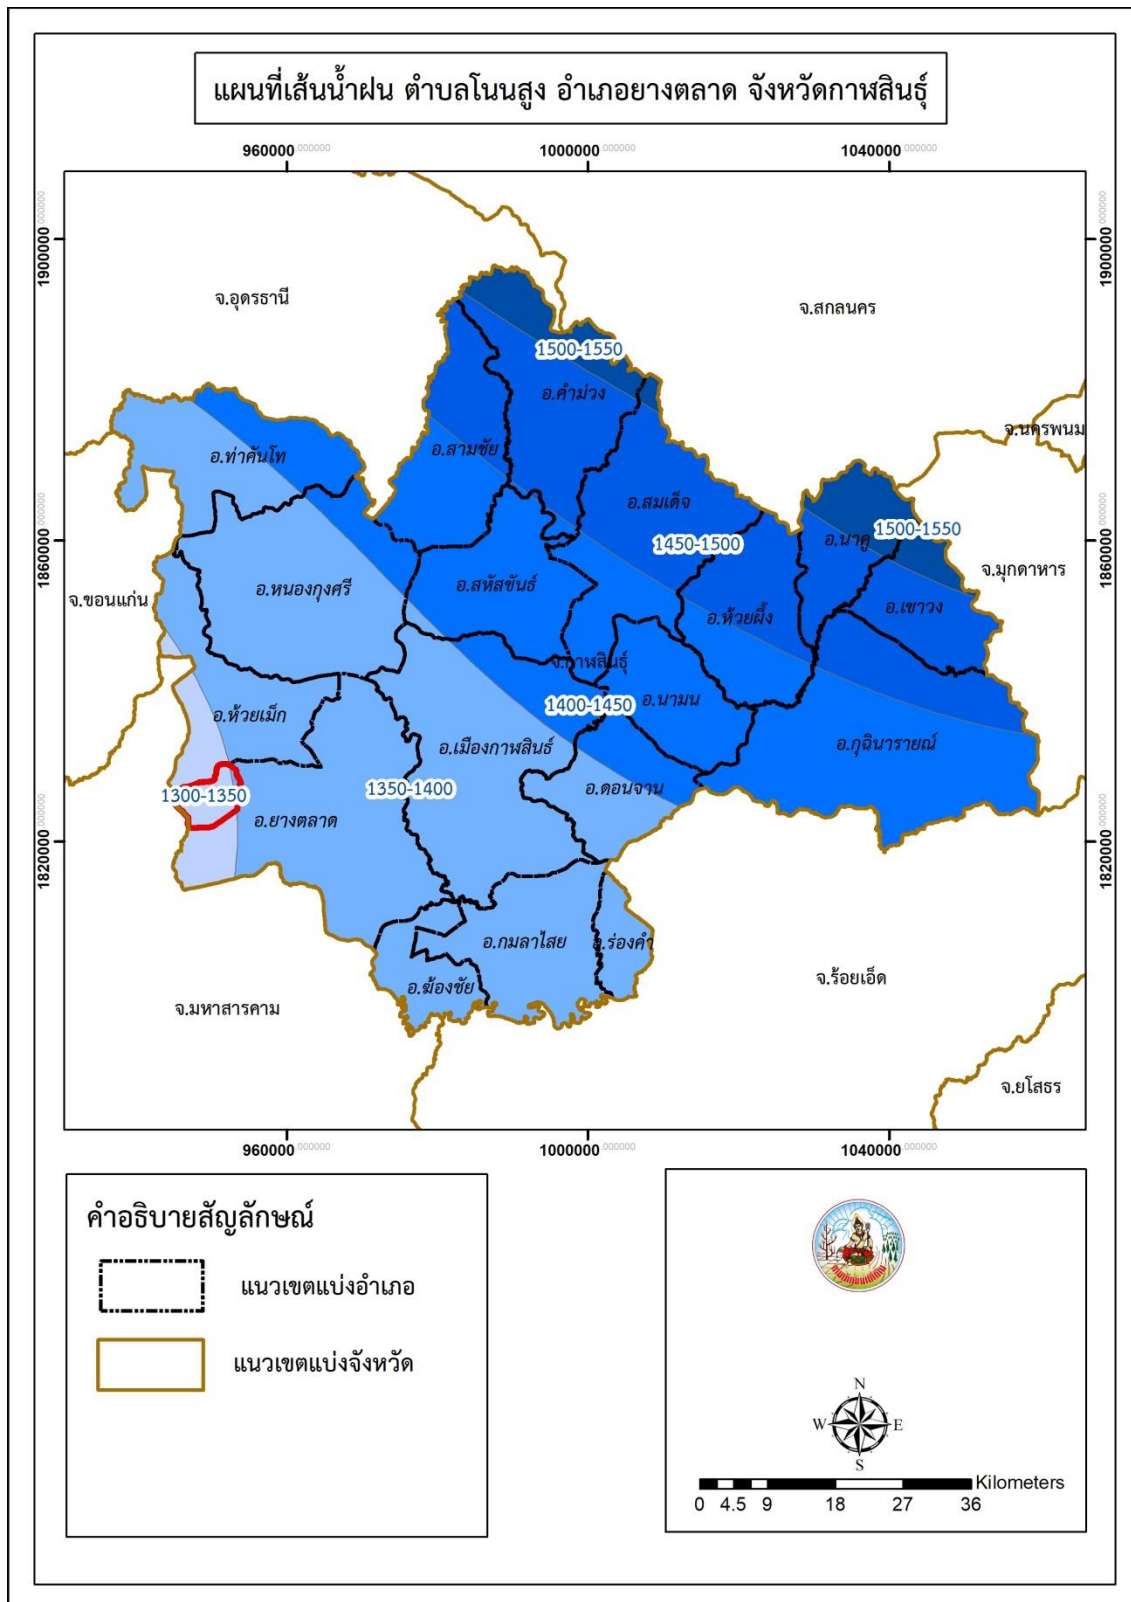 แผนที่เส้นน้ำฝน ตำบลโนนสูง อำเภอยางตลาด จังหวัดกาฬสินธุ์
960000.000000 1000000.000000 1040000.000000
1900000.000000 1900000.000000
จ.อุดรธานี
จ.สกลนคร
1500-1550
อ.คำม่วง
จ.นครพนม
อ.สามชัย
อ.ท่าคันโท
อ.สมเด็จ
1860000.000000 1860000.000000
1500-1550
อ.นาคู
1450-1500
จ.มุกดาหาร
อ.หนองกุงศรี
อ.สหัสขันธ์
จ.ขอนแก่น
อ.เขาวง
อ.ห้วยผึ้ง
จ.กาฬสินธุ์
อ.นามน
1400-1450
อ.ห้วยเม็ก
อ.เมืองกาฬสินธุ์
อ.กุฉินารายณ์
1350-1400
อ.ดอนจาน
1300-1350
อ.ยางตลาด
1820000.000000 1820000.000000
อ.กมลาไสย
อ.ร่องคำ
อ.ฆ้องชัย
จ.ร้อยเอ็ด
จ.มหาสารคาม
จ.ยโสธร
960000.000000 1000000.000000 1040000.000000
คำอธิบายสัญลักษณ์
แนวเขตแบ่งอำเภอ
แนวเขตแบ่งจังหวัด
N
W E
S
Kilometers
0 4.5 9 18 27 36